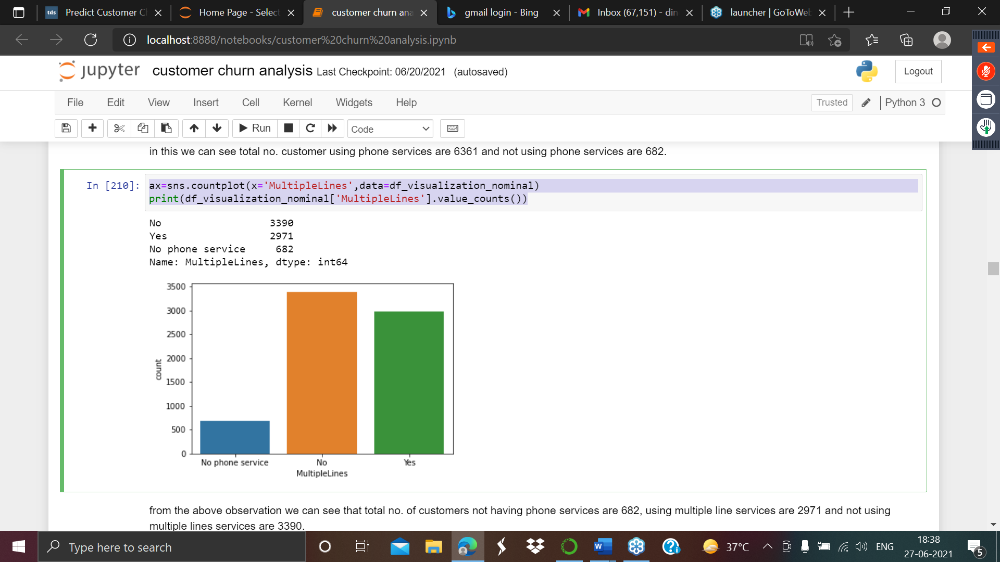 tds Predict Customer C
Home Page - Select
customer churn ana
gmail login - Bing
Inbox (67,151) - din
launcher | GoToWe
localhost:8888/notebooks/customer%20churn%20analysis.ipynb
jupyter customer churn analysis Last Checkpoint: 06/20/2021 (autosaved)
Logout
File Edit View Insert Cell Kernel Widgets Help
Trusted
Python 3
Run
Code
in this we can see total no. customer using phone services are 6361 and not using phone services are 682.
In [210]: ax=sns.countplot(x='MultipleLines',data=df_visualization_nominal)
print(df_visualization_nominal['MultipleLines'].value_counts())
No 3390
Yes 2971
No phone service 682
Name: MultipleLines, dtype: int64
3500
3000
2500
2000
1500
1000
500
0
count
No phone service No Yes
MultipleLines
from the above observation we can see that total no. of customers not having phone services are 682, using multiple line services are 2971 and not using
multiple lines services are 3390.
Type here to search
W
37°C
ENG
18:38
27-06-2021
5